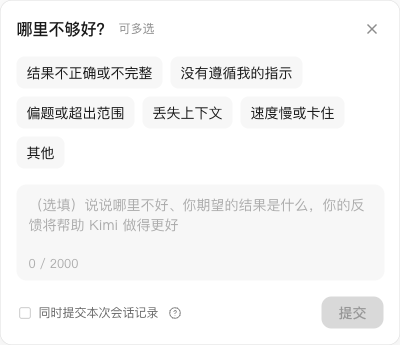 哪里不够好? 可多选
结果不正确或不完整 没有遵循我的指示
偏题或超出范围 丢失上下文 速度慢或卡住
其他
（选填）说说哪里不好、你期望的结果是什么，你的反
馈将帮助 Kimi 做得更好
0 / 2000
同时提交本次会话记录 ? 提交